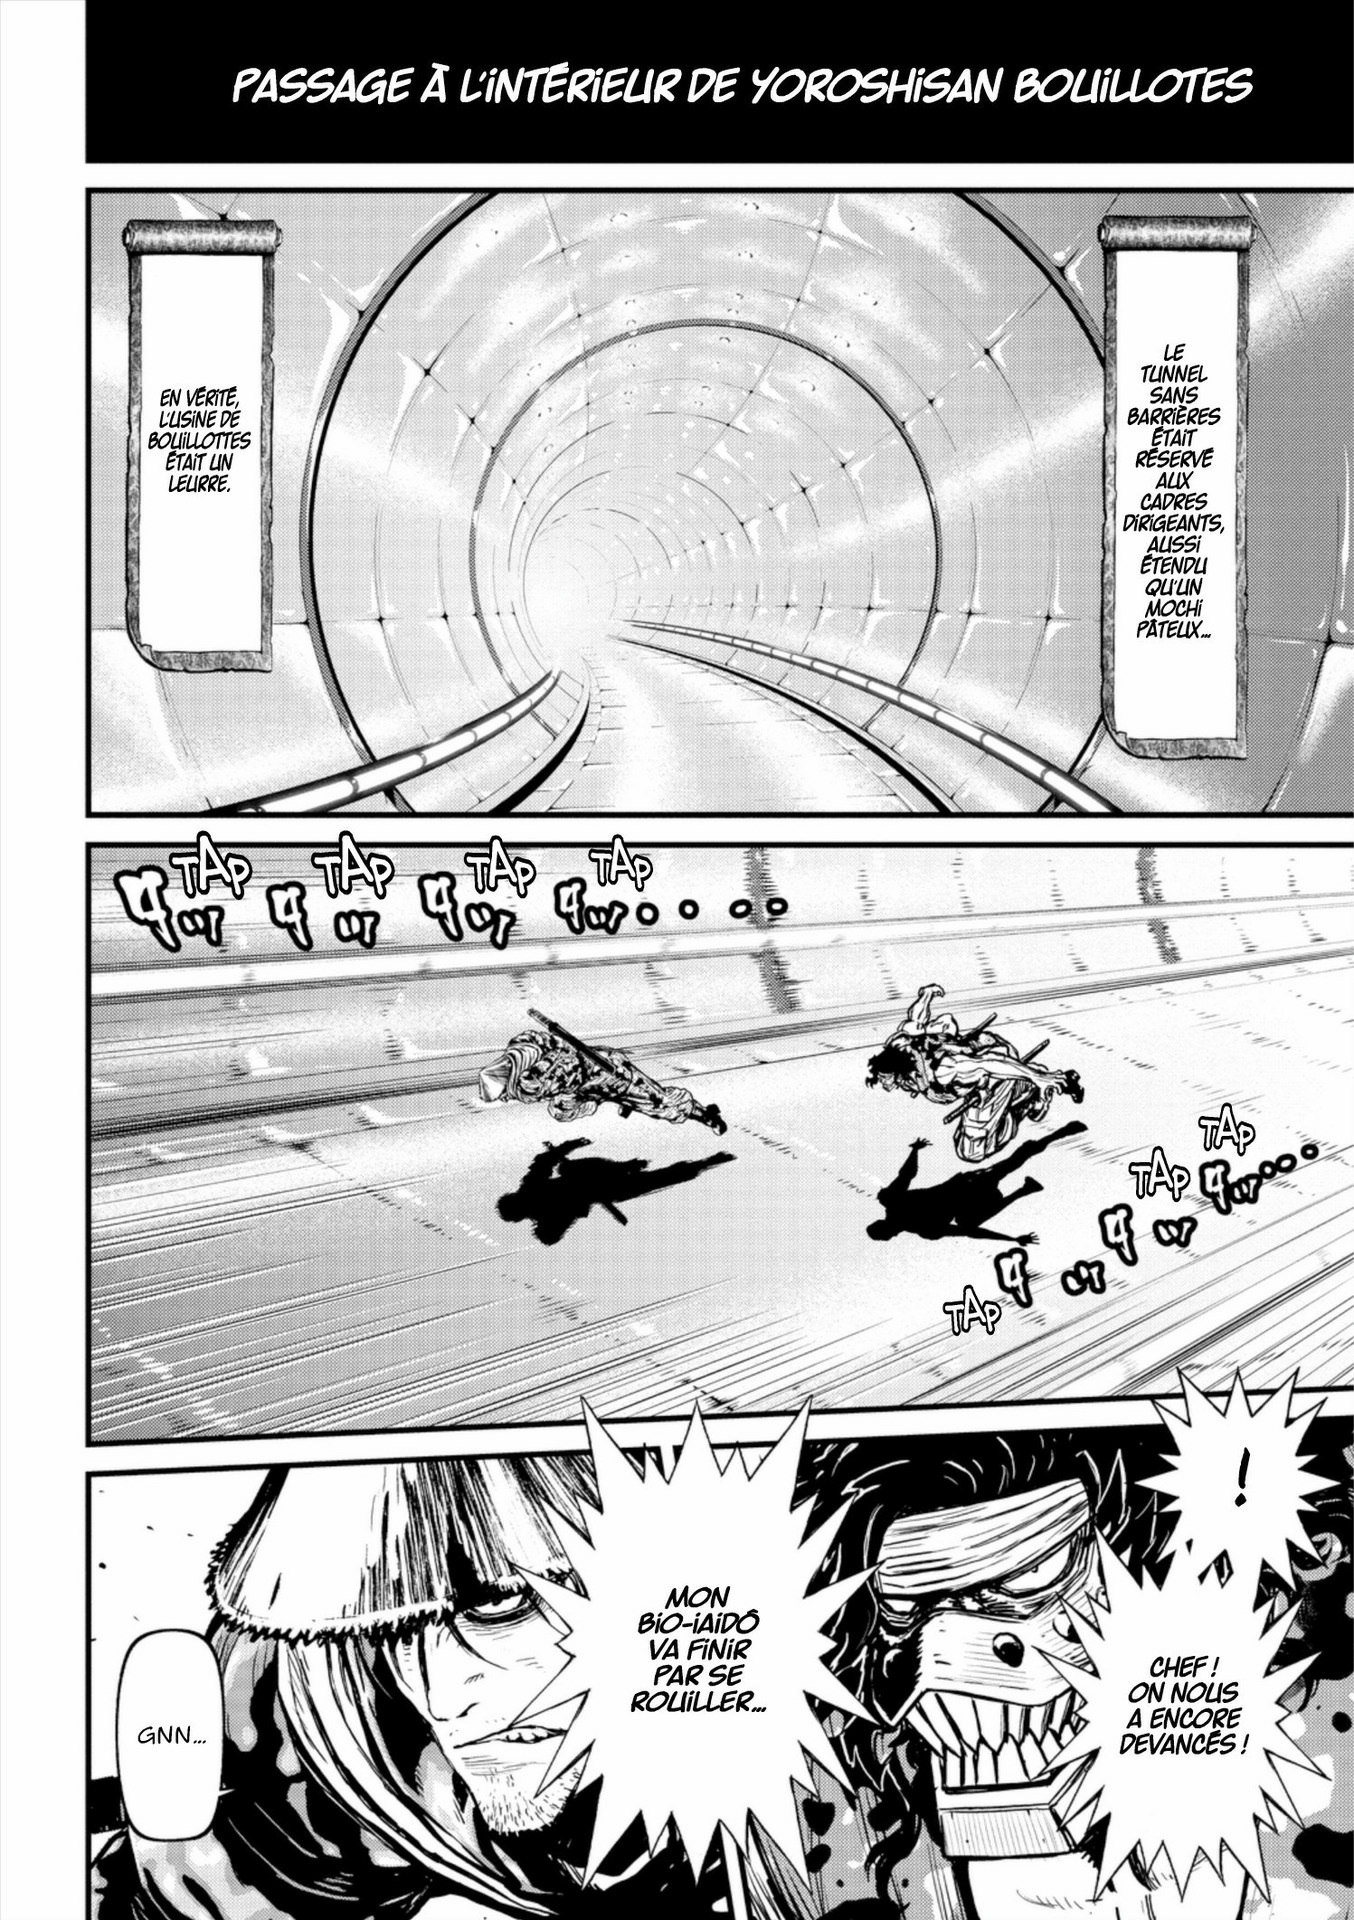 PASSAGE À L'INTÉRIEUR DE YOROSHISAN BOUILLOTES
LE
TUNNEL
SANS
BARRIÈRES
ÉTAIT
RÉSERVÉ
AUX
CADRES
DIRIGEANTS,
AUSSI
ÉTENDU
QU'UN
MOCHI
PÂTEUX...
EN VÉRITÉ,
L'USINE DE
BOUILLOTTES
ÉTAIT UN
LEURRE.
TAP
TAP
TAP
TAP
TAP
TAP
TAP
!
CHEF !
ON NOUS
A ENCORE
DEVANCÉS !
MON
BIO-IAIDÔ
VA FINIR
PAR SE
ROUILLER...
GNN...